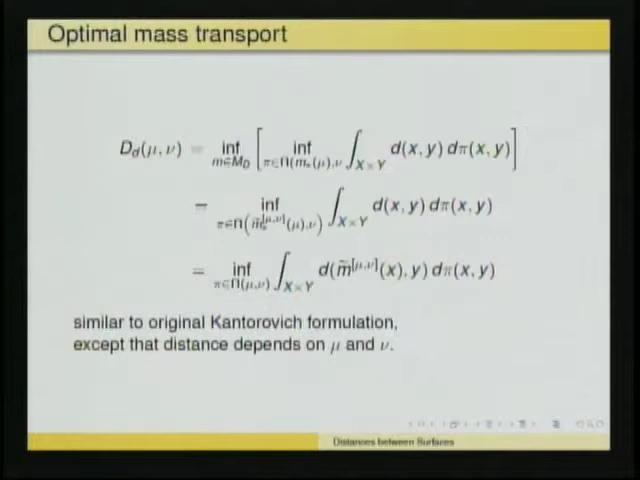 Optimal mass transport
D_d(μ, ν) = inf_{m∈M_D} [ inf_{π∈Π(m_*(μ),ν} ∫_{X×Y} d(x, y) dπ(x, y) ]
= inf_{π∈Π(m̃_*^{[μ,ν]}(μ),ν)} ∫_{X×Y} d(x, y) dπ(x, y)
= inf_{π∈Π(μ,ν)} ∫_{X×Y} d(m̃^{[μ,ν]}(x), y) dπ(x, y)
similar to original Kantorovich formulation,
except that distance depends on μ and ν.
Distances between Surfaces